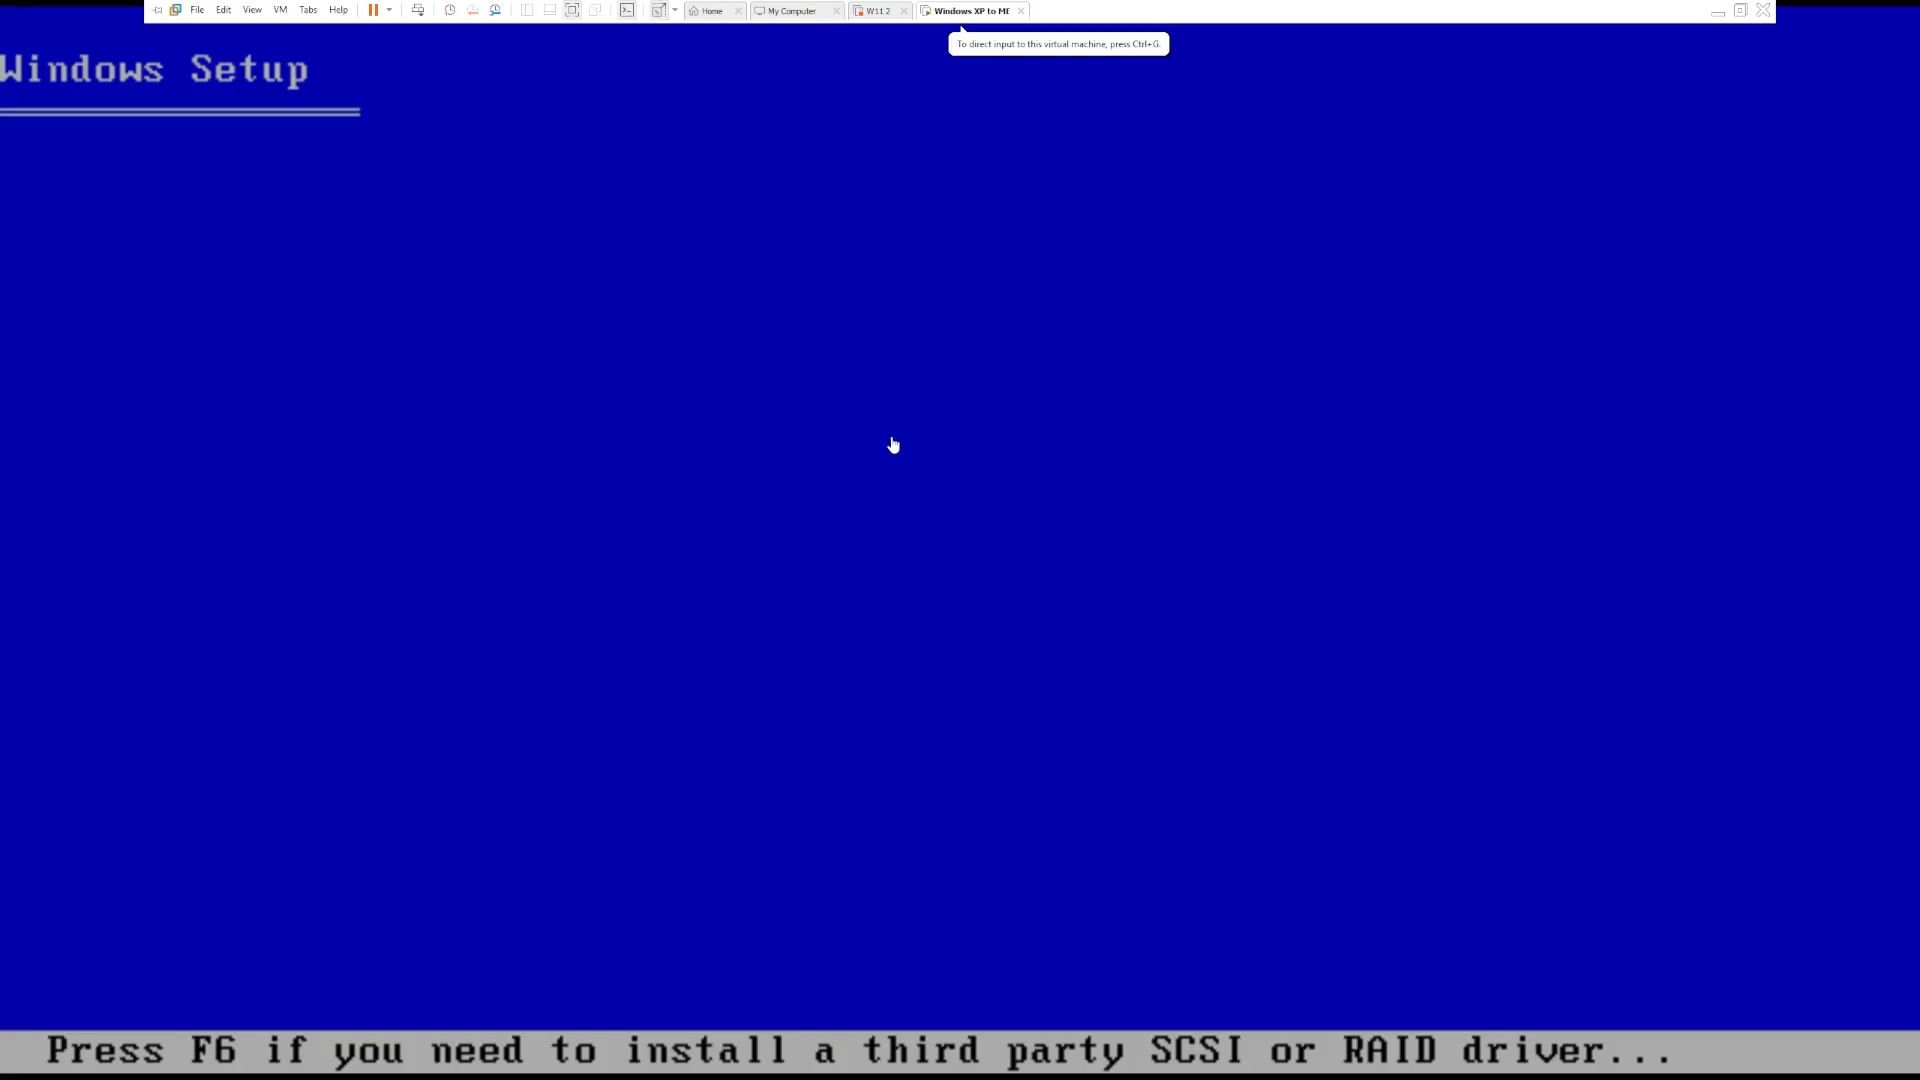 File Edit View VM Tabs Help Home My Computer W11.2 Windows XP to ME
To direct input to this virtual machine, press Ctrl+G.
Windows Setup
Press F6 if you need to install a third party SCSI or RAID driver...